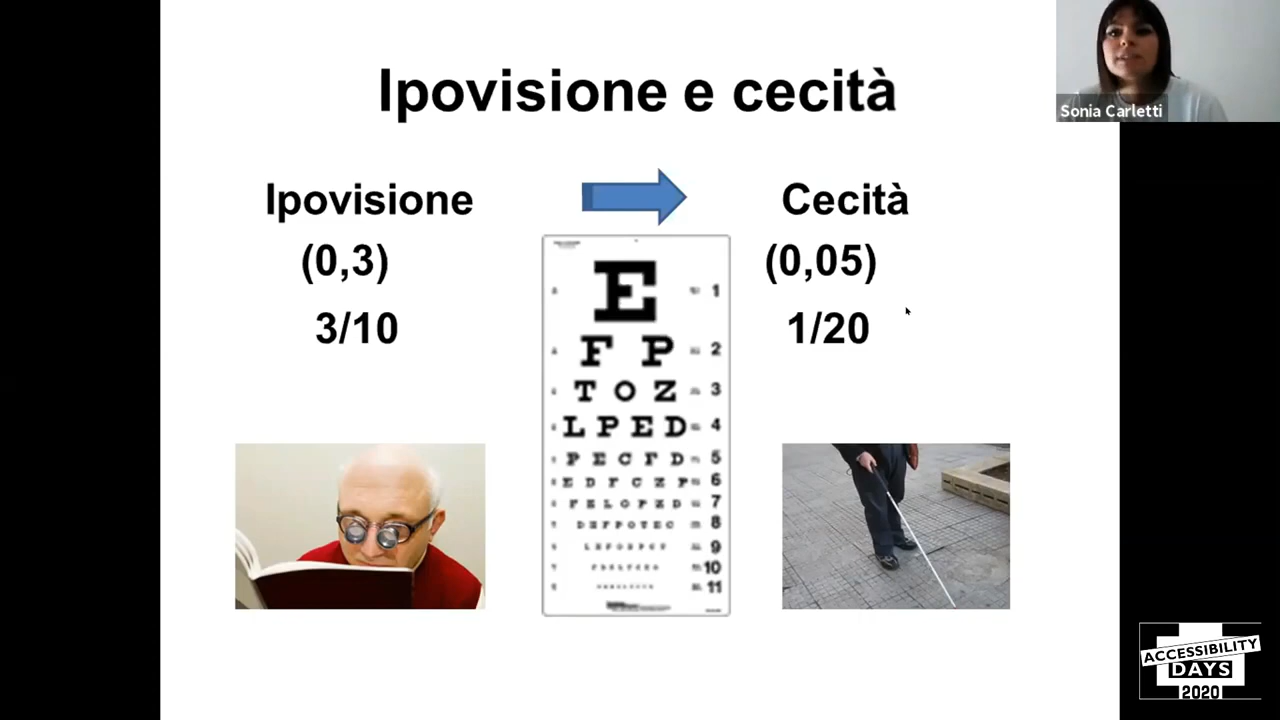 Ipovisione e cecità
Sonia Carletti
Ipovisione
Cecità
(0,3)
(0,05)
3/10
1/20
E 1
F P 2
T O Z 3
L P E D 4
P E C F D 5
E D F C Z P 6
F E L O P Z D 7
D E F P O T E C 8
9
10
11
ACCESSIBILITY
DAYS
2020